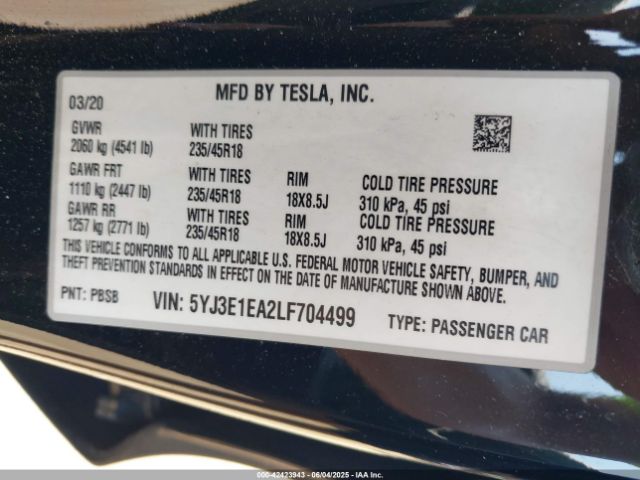 03/20
MFD BY TESLA, INC.
GVWR
2060 kg (4541 lb)
WITH TIRES
235/45R18
GAWR FRT
1110 kg (2447 lb)
WITH TIRES
235/45R18
RIM
18X8.5J
COLD TIRE PRESSURE
310 kPa, 45 psi
GAWR RR
1257 kg (2771 lb)
WITH TIRES
235/45R18
RIM
18X8.5J
COLD TIRE PRESSURE
310 kPa, 45 psi
THIS VEHICLE CONFORMS TO ALL APPLICABLE U.S. FEDERAL MOTOR VEHICLE SAFETY, BUMPER, AND
THEFT PREVENTION STANDARDS IN EFFECT ON THE DATE OF MANUFACTURE SHOWN ABOVE.
PNT: PBSB
VIN: 5YJ3E1EA2LF704499
TYPE: PASSENGER CAR
000-42423943 - 06/04/2025 - IAA, Inc.